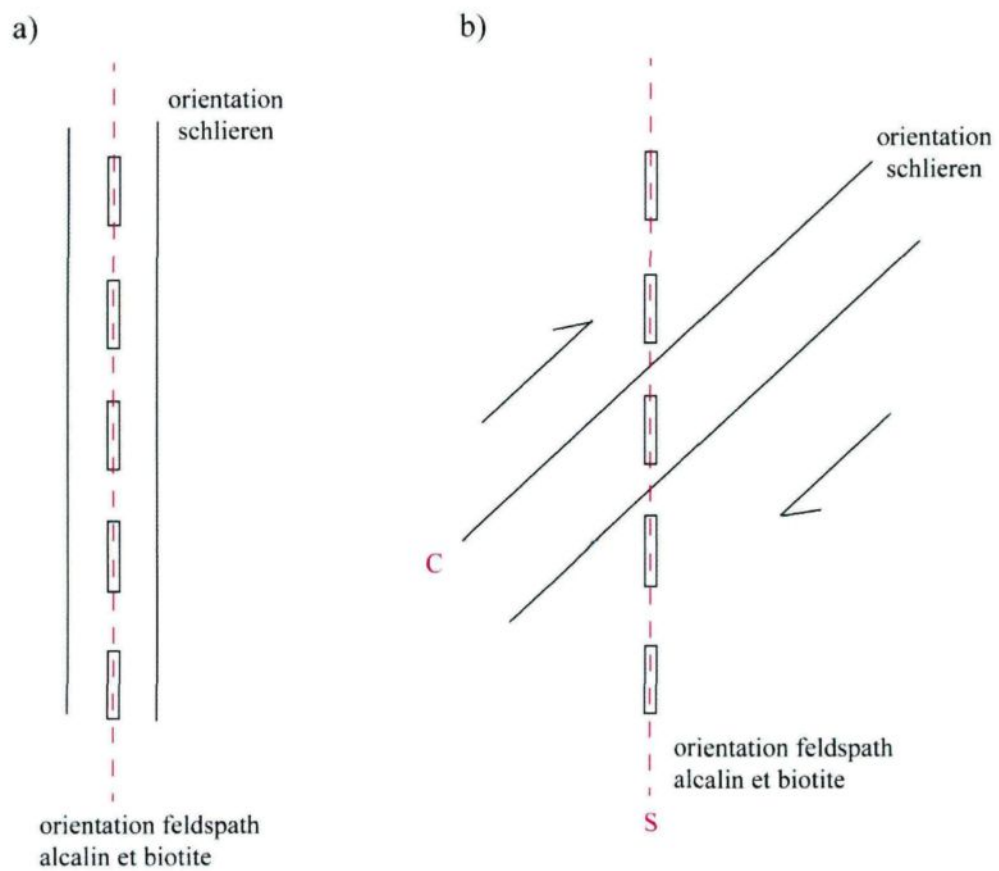 a)
orientation
schlieren
orientation feldspath
alcalin et biotite
b)
orientation
schlieren
C
orientation feldspath
alcalin et biotite
S